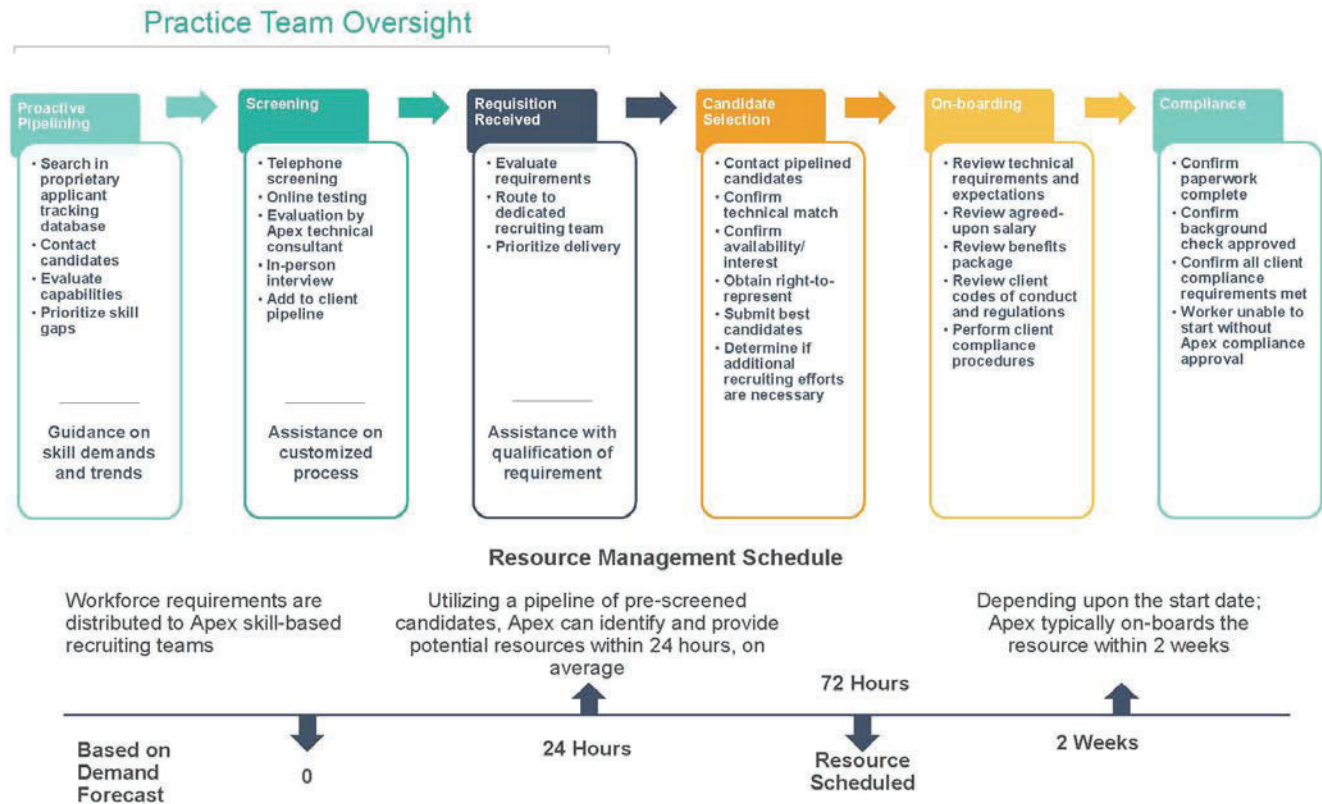 Practice Team Oversight
Proactive
Pipelining
• Search in
proprietary
applicant
tracking
database
• Contact
candidates
• Evaluate
capabilities
• Prioritize skill
gaps
Guidance on
skill demands
and trends
Screening
• Telephone
screening
• Online testing
• Evaluation by
Apex technical
consultant
• In-person
interview
• Add to client
pipeline
Assistance on
customized
process
Requisition
Received
• Evaluate
requirements
• Route to
dedicated
recruiting team
• Prioritize delivery
Assistance with
qualification of
requirement
Candidate
Selection
• Contact pipelined
candidates
• Confirm
technical match
• Confirm
availability/
interest
• Obtain right-to-
represent
• Submit best
candidates
• Determine if
additional
recruiting efforts
are necessary
On-boarding
• Review technical
requirements and
expectations
• Review agreed-
upon salary
• Review benefits
package
• Review client
codes of conduct
and regulations
• Perform client
compliance
procedures
Compliance
• Confirm
paperwork
complete
• Confirm
background
check approved
• Confirm all client
compliance
requirements met
• Worker unable to
start without
Apex compliance
approval
Resource Management Schedule
Workforce requirements are
distributed to Apex skill-based
recruiting teams
Utilizing a pipeline of pre-screened
candidates, Apex can identify and provide
potential resources within 24 hours, on
average
Depending upon the start date;
Apex typically on-boards the
resource within 2 weeks
72 Hours
Based on
Demand
Forecast
0
24 Hours
Resource
Scheduled
2 Weeks